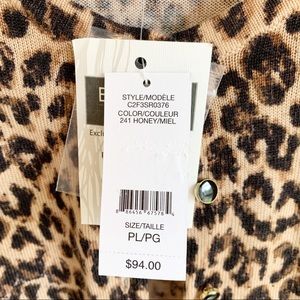 STYLE/MODÈLE
C2F3SR0376
COLOR/COULEUR
241 HONEY/MIEL
SIZE/TAILLE
PL/PG
$94.00